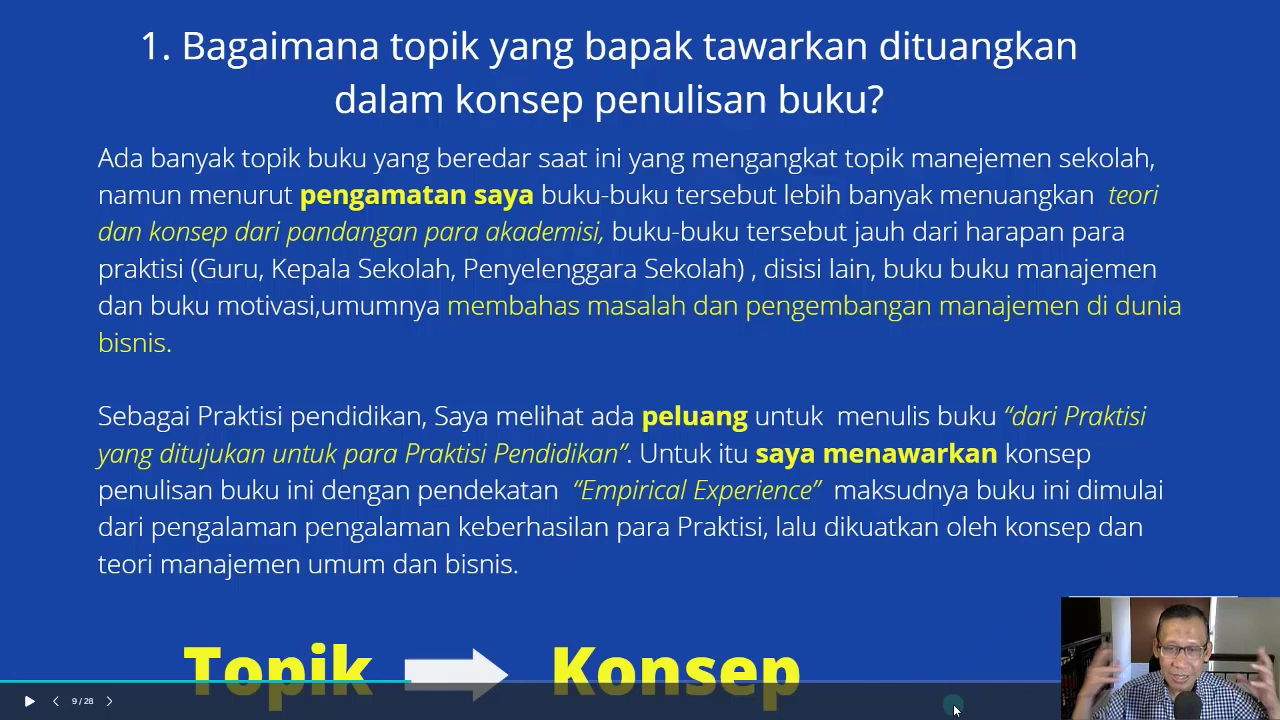 1. Bagaimana topik yang bapak tawarkan dituangkan
dalam konsep penulisan buku?
Ada banyak topik buku yang beredar saat ini yang mengangkat topik manejemen sekolah,
namun menurut pengamatan saya buku-buku tersebut lebih banyak menuangkan teori
dan konsep dari pandangan para akademisi, buku-buku tersebut jauh dari harapan para
praktisi (Guru, Kepala Sekolah, Penyelenggara Sekolah) , disisi lain, buku buku manajemen
dan buku motivasi,umumnya membahas masalah dan pengembangan manajemen di dunia
bisnis.
Sebagai Praktisi pendidikan, Saya melihat ada peluang untuk menulis buku “dari Praktisi
yang ditujukan untuk para Praktisi Pendidikan”. Untuk itu saya menawarkan konsep
penulisan buku ini dengan pendekatan “Empirical Experience” maksudnya buku ini dimulai
dari pengalaman pengalaman keberhasilan para Praktisi, lalu dikuatkan oleh konsep dan
teori manajemen umum dan bisnis.
Topik Konsep
9 / 28